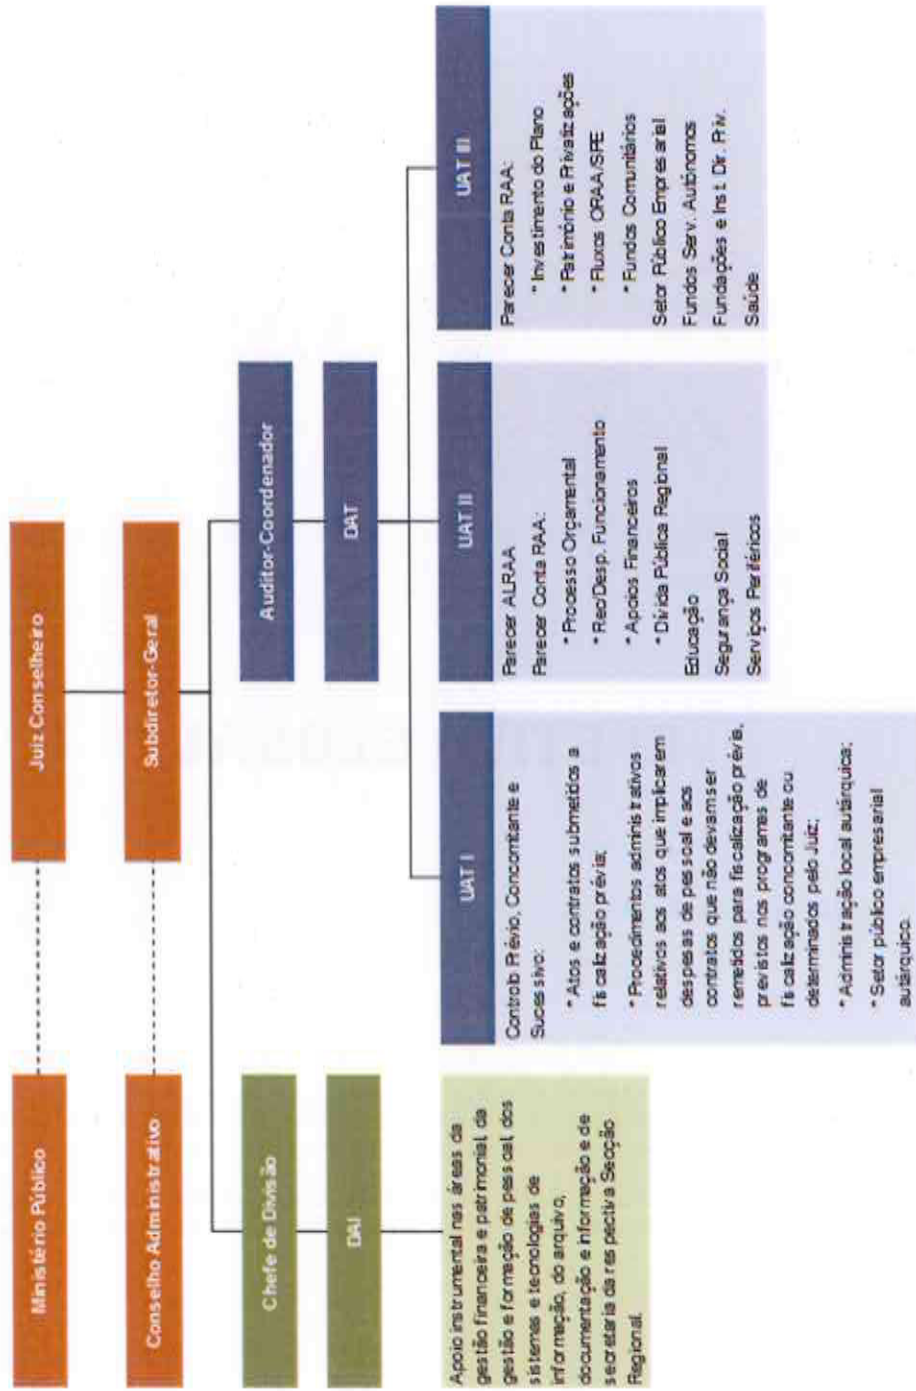 Ministério Público
Juiz Conselheiro
Conselho Administrativo
Subdiretor-Geral
Chefe de Divisão
Auditor-Coordenador
DAI
DAT
Apoio instrumental nas áreas da
gestão financeira e patrimonial, da
gestão e formação de pessoal, dos
sistemas e tecnologias de
informação, do arquivo,
documentação e informação e de
secretaria da respectiva Secção
Regional.
UAT I
Controlo Prévio, Concomitante e
Sucessivo:
* Atos e contratos submetidos a
fiscalização prévia;
* Procedimentos administrativos
relativos aos atos que implicarem
despesas de pessoal e aos
contratos que não devam ser
remetidos para fiscalização prévia,
previstos nos programas de
fiscalização concomitante ou
determinados pelo Juiz;
* Administração local autárquica;
* Setor público empresarial
autárquico.
UAT II
Parecer ALRAA
Parecer Conta RAA:
* Processo Orçamental
* Rec/Desp. Funcionamento
* Apoios Financeiros
* Dívida Pública Regional
Educação
Segurança Social
Serviços Periféricos
UAT III
Parecer Conta RAA:
* Investimento do Plano
* Património e Privatizações
* Fluxos ORAA/SPE
* Fundos Comunitários
Setor Público Empresarial
Fundos Serv. Autónomos
Fundações e Inst. Dir. Priv.
Saúde